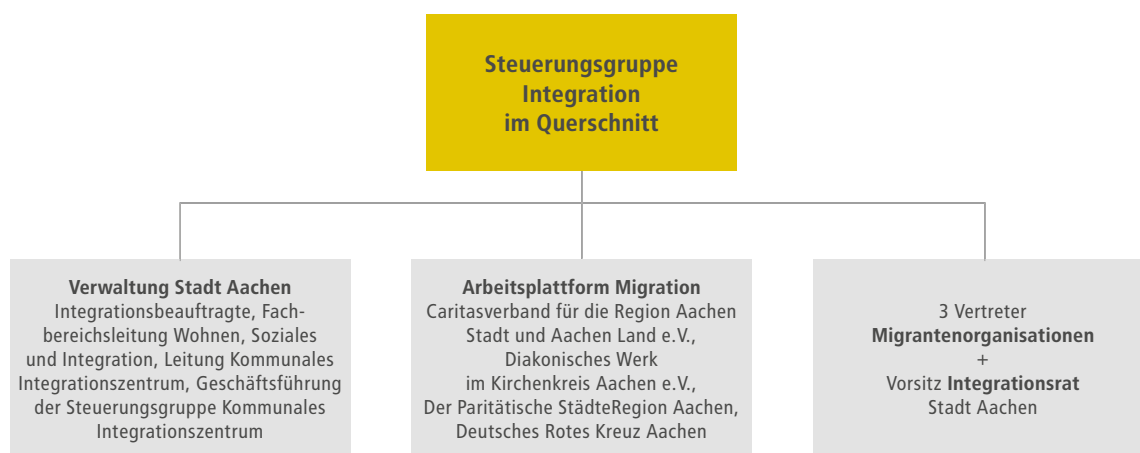 Steuerungsgruppe
Integration
im Querschnitt
Verwaltung Stadt Aachen
Integrationsbeauftragte, Fach-
bereichsleitung Wohnen, Soziales
und Integration, Leitung Kommunales
Integrationszentrum, Geschäftsführung
der Steuerungsgruppe Kommunales
Integrationszentrum
Arbeitsplattform Migration
Caritasverband für die Region Aachen
Stadt und Aachen Land e.V.,
Diakonisches Werk
im Kirchenkreis Aachen e.V.,
Der Paritätische StädteRegion Aachen,
Deutsches Rotes Kreuz Aachen
3 Vertreter
Migrantenorganisationen
+
Vorsitz Integrationsrat
Stadt Aachen